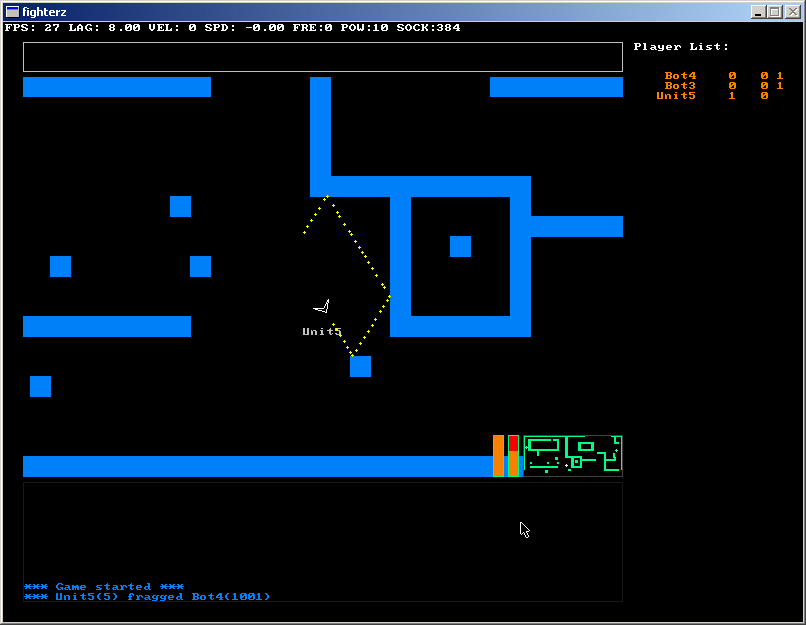 fighterz
FPS: 27 LAG: 8.00 VEL: 0 SPD: -0.00 FRE:0 POW:10 SOCK:384
Player List:
Bot4 0 0 1
Bot3 0 0 1
Unit5 1 0
Unit5
*** Game started ***
*** Unit5(5) fragged Bot4(1001)